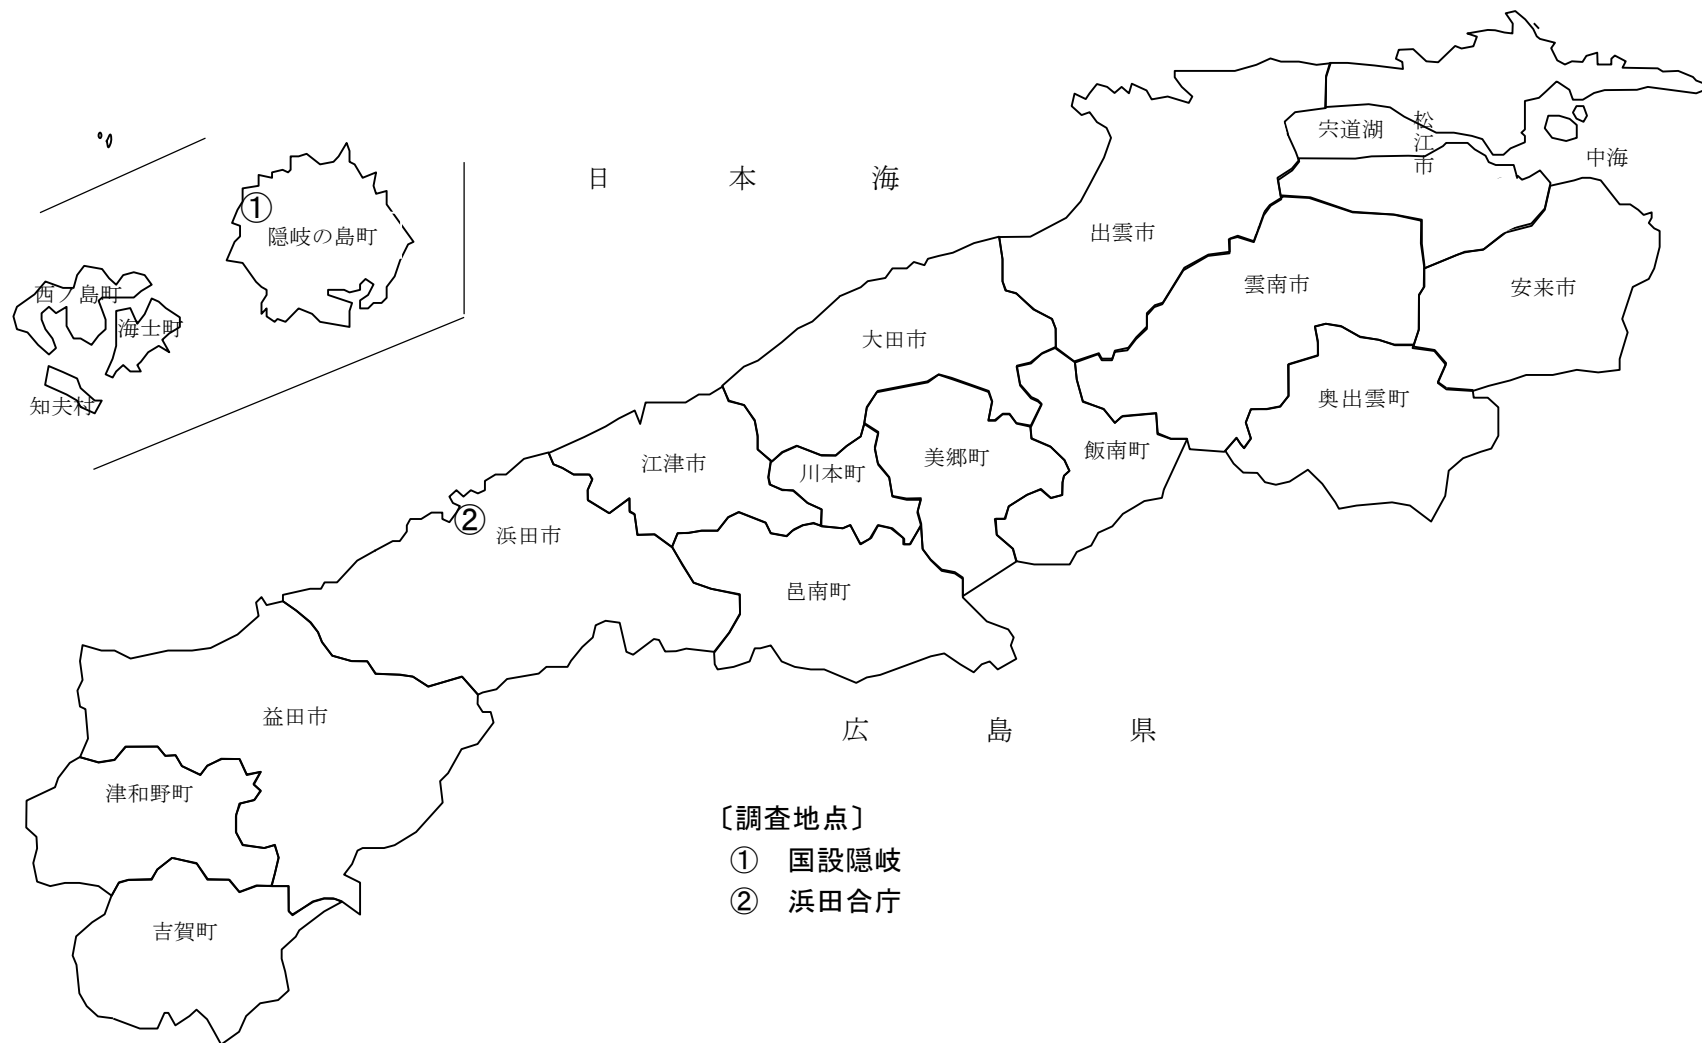 日本海
宍道湖
松江市
中海
①
隠岐の島町
出雲市
雲南市
安来市
西ノ島町
海士町
大田市
知夫村
奥出雲町
江津市
川本町
美郷町
飯南町
②
浜田市
邑南町
益田市
広島県
津和野町
〔調査地点〕
① 国設隠岐
② 浜田合庁
吉賀町